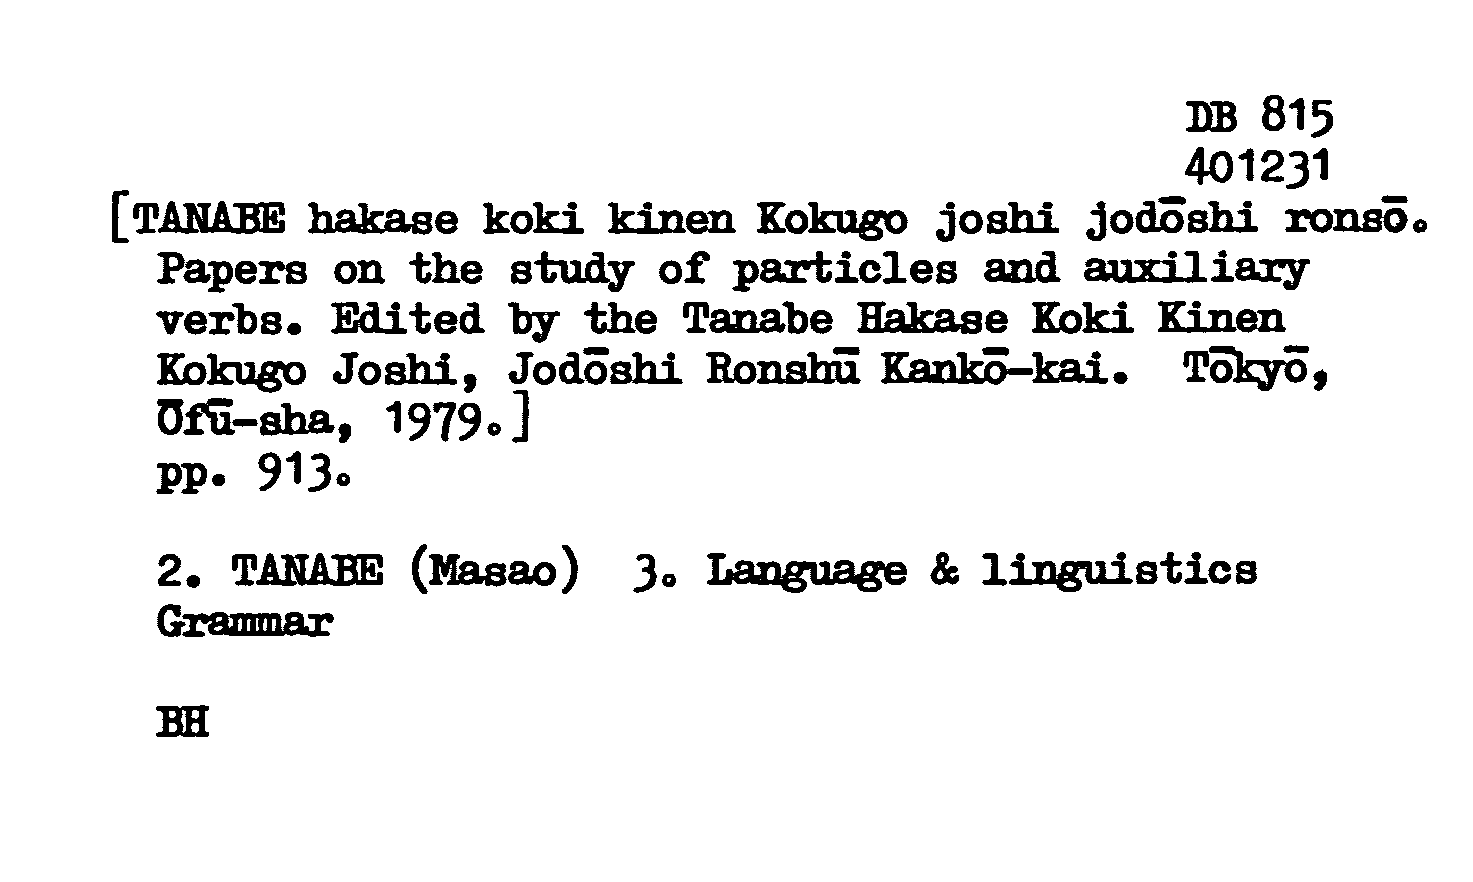 DB 815
401231
[TANABE hakase koki kinen Kokugo joshi jodōshi ronsō.
Papers on the study of particles and auxiliary
verbs. Edited by the Tanabe Hakase Koki Kinen
Kokugo Joshi, Jodōshi Ronshū Kankō-kai. Tōkyō,
Ōfū-sha, 1979.]
pp. 913.
2. TANABE (Masao) 3. Language & linguistics
Grammar
BH